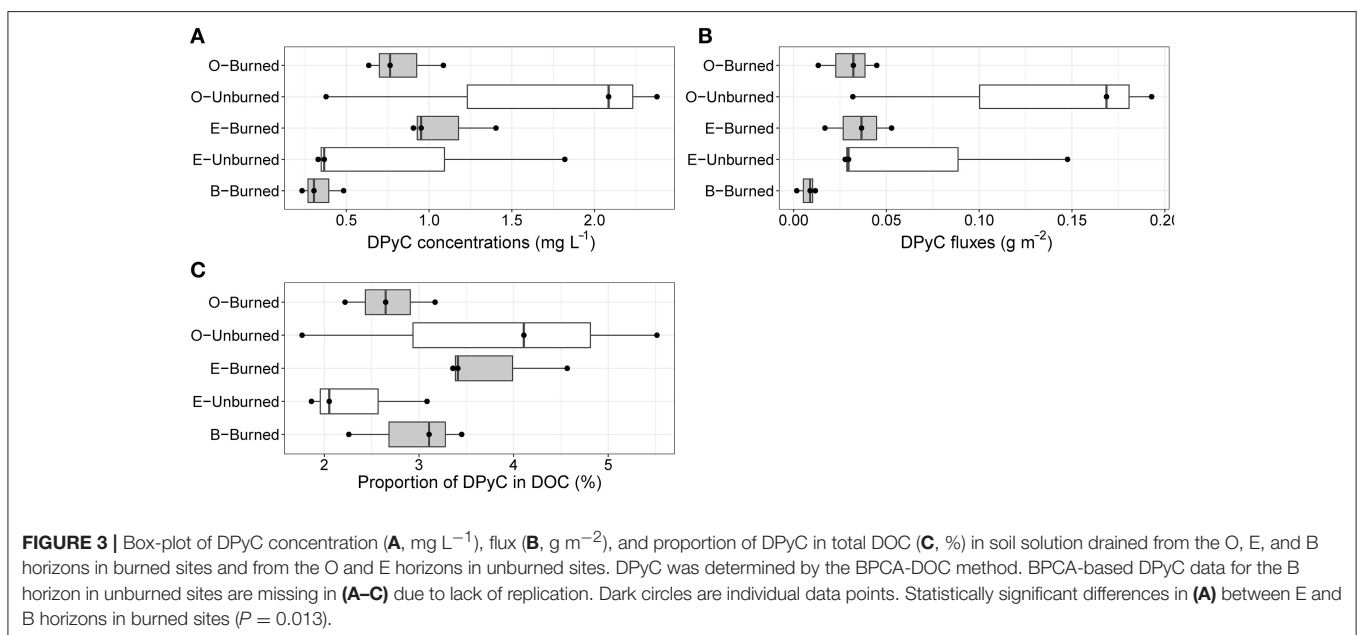 A
O−Burned
O−Unburned
E−Burned
E−Unburned
B−Burned
0.5 1.0 1.5 2.0
DPyC concentrations (mg L⁻¹)
B
O−Burned
O−Unburned
E−Burned
E−Unburned
B−Burned
0.00 0.05 0.10 0.15 0.20
DPyC fluxes (g m⁻²)
C
O−Burned
O−Unburned
E−Burned
E−Unburned
B−Burned
2 3 4 5
Proportion of DPyC in DOC (%)
FIGURE 3 | Box-plot of DPyC concentration (A, mg L⁻¹), flux (B, g m⁻²), and proportion of DPyC in total DOC (C, %) in soil solution drained from the O, E, and B
horizons in burned sites and from the O and E horizons in unburned sites. DPyC was determined by the BPCA-DOC method. BPCA-based DPyC data for the B
horizon in unburned sites are missing in (A–C) due to lack of replication. Dark circles are individual data points. Statistically significant differences in (A) between E and
B horizons in burned sites (P = 0.013).